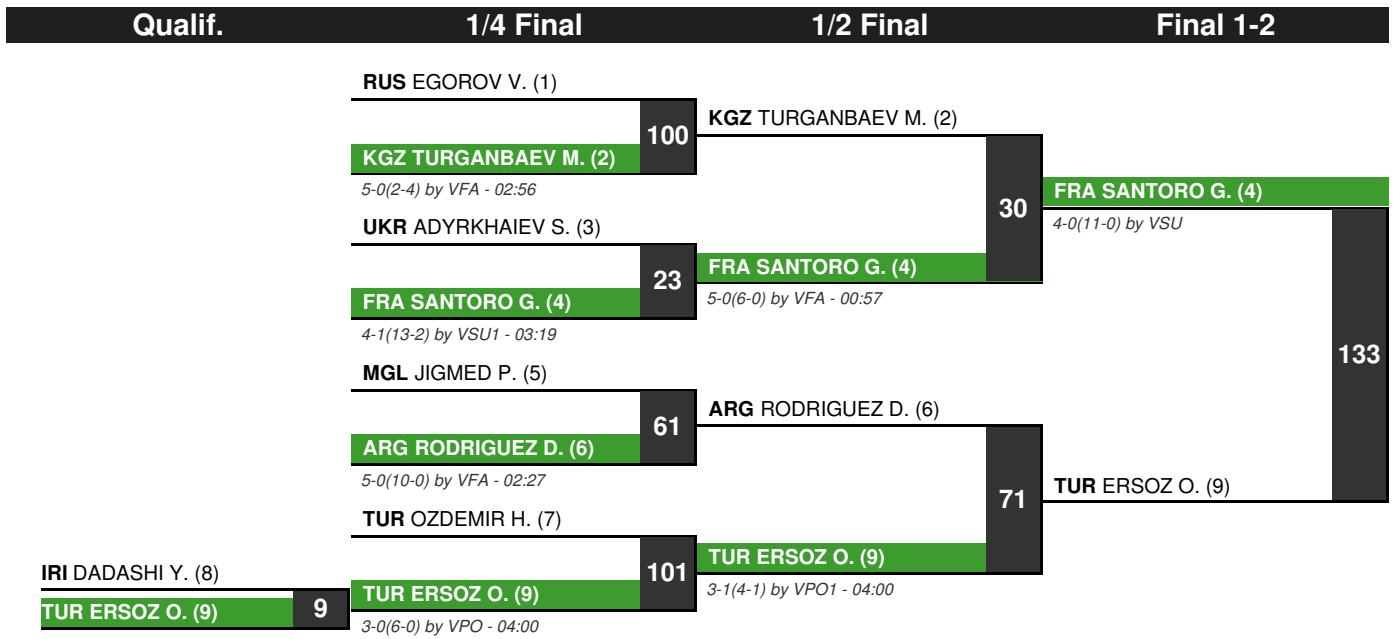 Qualif. 1/4 Final 1/2 Final Final 1-2
RUS EGOROV V. (1)
100
KGZ TURGANBAEV M. (2)
5-0(2-4) by VFA - 02:56
UKR ADYRKHAIEV S. (3)
23
FRA SANTORO G. (4)
4-1(13-2) by VSU1 - 03:19
MGL JIGMED P. (5)
61
ARG RODRIGUEZ D. (6)
5-0(10-0) by VFA - 02:27
TUR OZDEMIR H. (7)
101
IRI DADASHI Y. (8)
9
TUR ERSOZ O. (9)
TUR ERSOZ O. (9)
3-0(6-0) by VPO - 04:00
KGZ TURGANBAEV M. (2)
30
FRA SANTORO G. (4)
5-0(6-0) by VFA - 00:57
ARG RODRIGUEZ D. (6)
71
TUR ERSOZ O. (9)
3-1(4-1) by VPO1 - 04:00
FRA SANTORO G. (4)
4-0(11-0) by VSU
133
TUR ERSOZ O. (9)